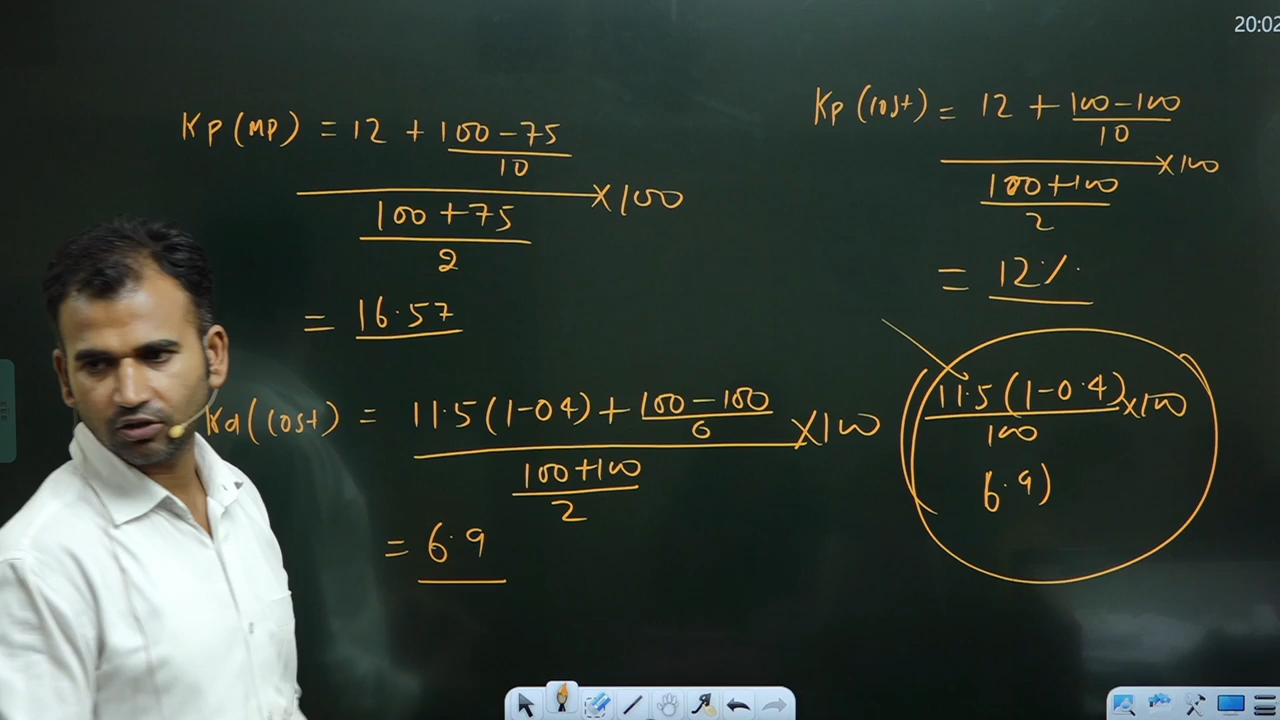 20:02
Kp (MP) = 12 + 100 - 75
10
× 100
100 + 75
2
= 16.57
Kp (cost) = 12 + 100 - 100
10
× 100
100 + 100
2
= 12%
Kd (cost) = 11.5 (1-0.4) + 100 - 100
6
× 100
100 + 100
2
= 6.9
(11.5 (1-0.4) × 100
100
6.9)